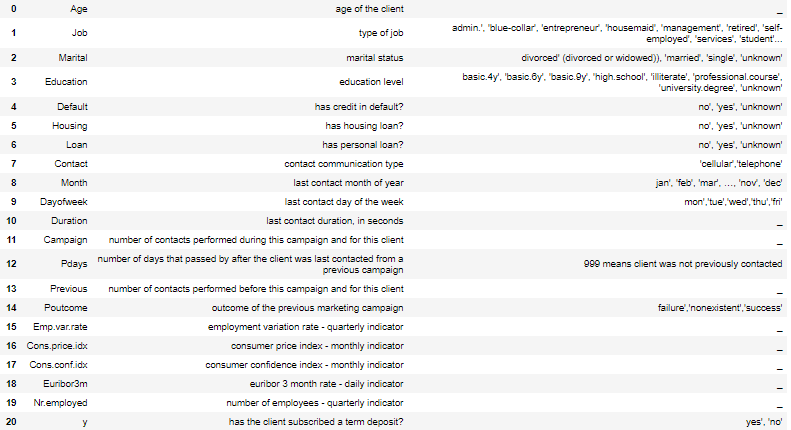 0 Age age of the client _
1 Job type of job admin.', 'blue-collar', 'entrepreneur', 'housemaid', 'management', 'retired', 'self-
employed', 'services', 'student'...
2 Marital marital status divorced' (divorced or widowed)), 'married', 'single', 'unknown'
3 Education education level basic.4y', 'basic.6y', 'basic.9y', 'high.school', 'illiterate', 'professional.course',
'university.degree', 'unknown'
4 Default has credit in default? no', 'yes', 'unknown'
5 Housing has housing loan? no', 'yes', 'unknown'
6 Loan has personal loan? no', 'yes', 'unknown'
7 Contact contact communication type 'cellular','telephone'
8 Month last contact month of year jan', 'feb', 'mar', ..., 'nov', 'dec'
9 Dayofweek last contact day of the week mon','tue','wed','thu','fri'
10 Duration last contact duration, in seconds _
11 Campaign number of contacts performed during this campaign and for this client _
12 Pdays number of days that passed by after the client was last contacted from a
previous campaign 999 means client was not previously contacted
13 Previous number of contacts performed before this campaign and for this client _
14 Poutcome outcome of the previous marketing campaign failure','nonexistent','success'
15 Emp.var.rate employment variation rate - quarterly indicator _
16 Cons.price.idx consumer price index - monthly indicator _
17 Cons.conf.idx consumer confidence index - monthly indicator _
18 Euribor3m euribor 3 month rate - daily indicator _
19 Nr.employed number of employees - quarterly indicator _
20 y has the client subscribed a term deposit? yes', 'no'